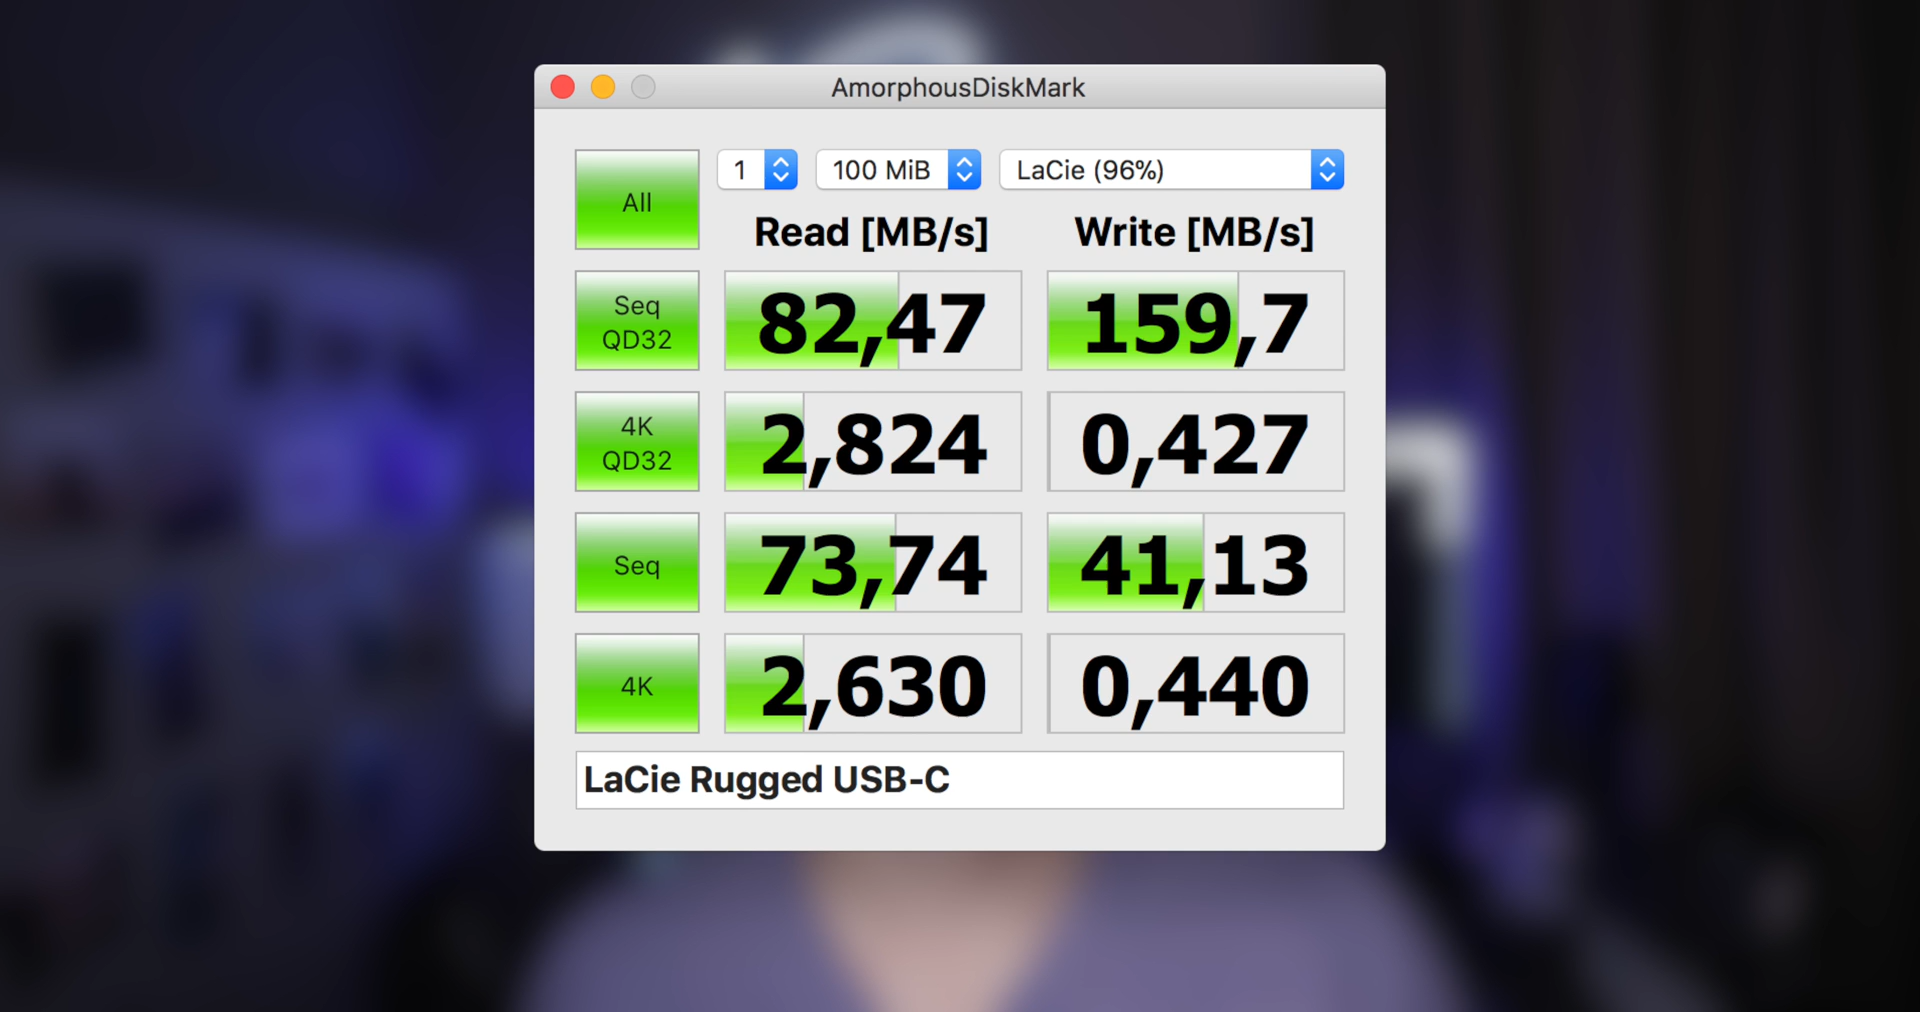 AmorphousDiskMark
All
1
100 MiB
LaCie (96%)
Read [MB/s]
Write [MB/s]
Seq
QD32
82,47
159,7
4K
QD32
2,824
0,427
Seq
73,74
41,13
4K
2,630
0,440
LaCie Rugged USB-C